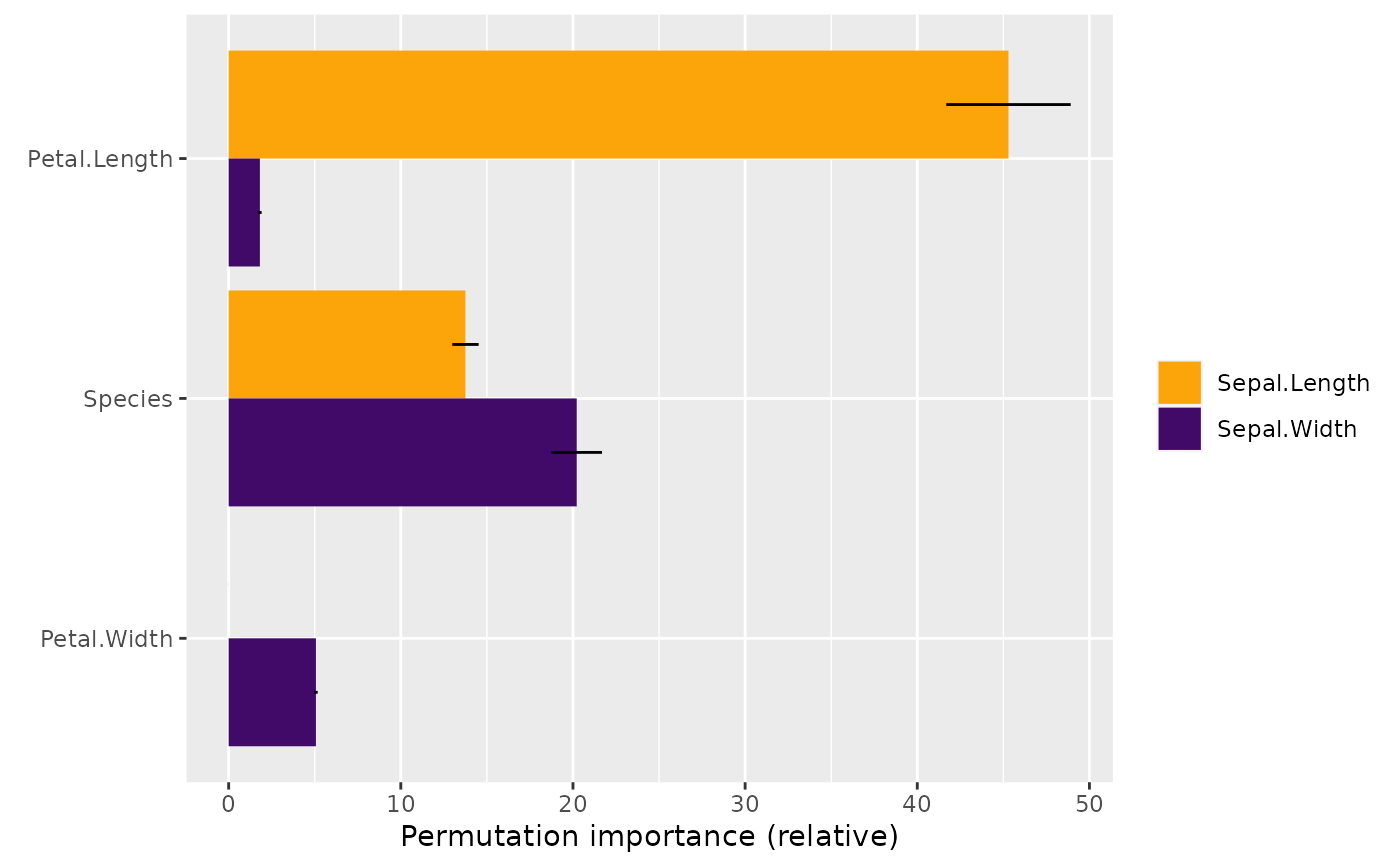 Petal.Length
Species
Petal.Width
Sepal.Length
Sepal.Width
0 10 20 30 40 50
Permutation importance (relative)